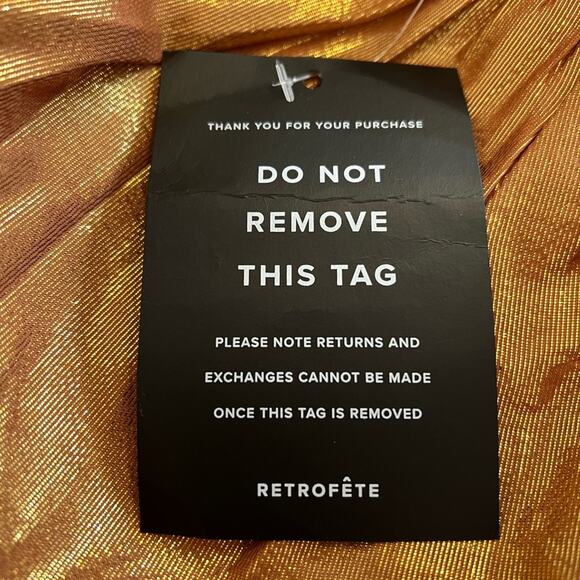 THANK YOU FOR YOUR PURCHASE
DO NOT
REMOVE
THIS TAG
PLEASE NOTE RETURNS AND
EXCHANGES CANNOT BE MADE
ONCE THIS TAG IS REMOVED
RETROFÊTE